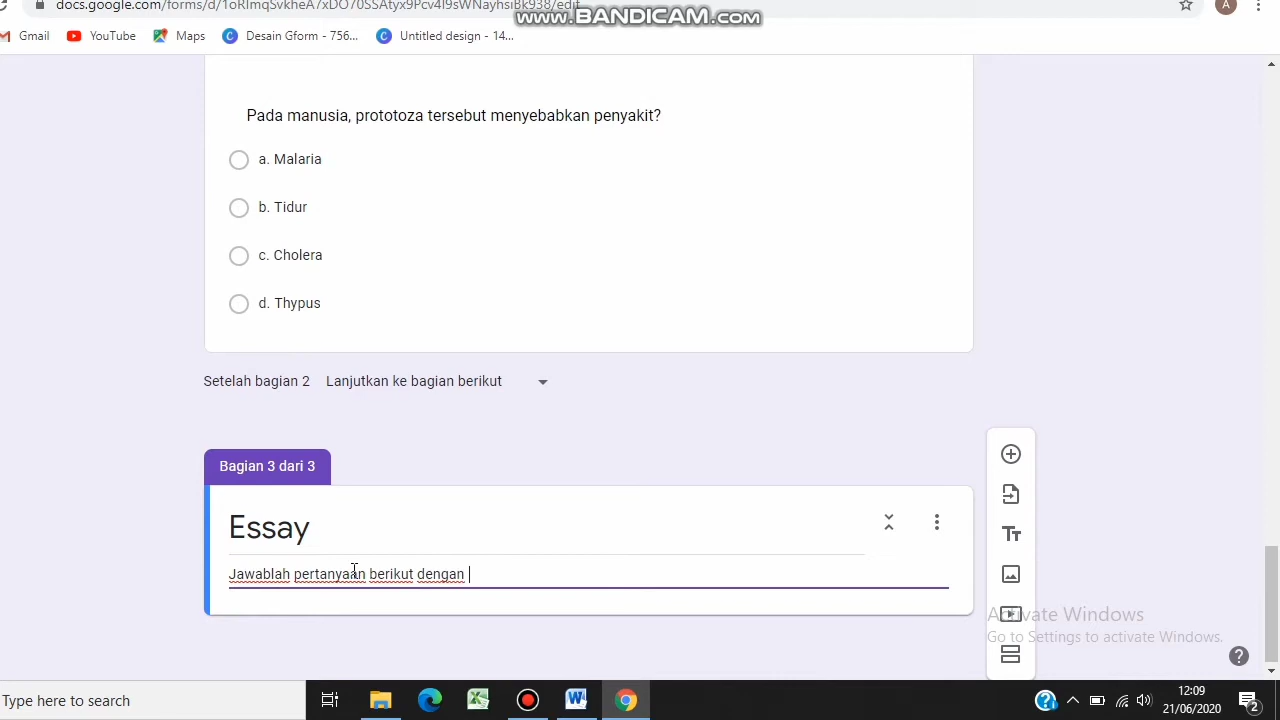 docs.google.com/forms/d/1oRImqSvkheA7xDO70SSAtyx9Pcv4I9sWNayhsiBk938/edit
www.BANDICAM.com
A
Gmail
YouTube
Maps
Desain Gform - 756...
Untitled design - 14...
Pada manusia, prototoza tersebut menyebabkan penyakit?
a. Malaria
b. Tidur
c. Cholera
d. Thypus
Setelah bagian 2 Lanjutkan ke bagian berikut
Bagian 3 dari 3
Essay
Jawablah pertanyaan berikut dengan
Activate Windows
Go to Settings to activate Windows.
Type here to search
12:09
21/06/2020
2